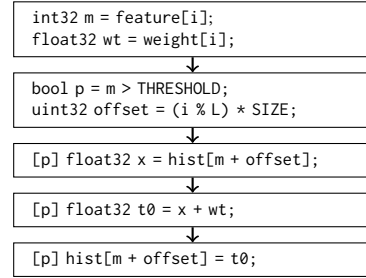 int32 m = feature[i];
float32 wt = weight[i];
bool p = m > THRESHOLD;
uint32 offset = (i % L) * SIZE;
[p] float32 x = hist[m + offset];
[p] float32 t0 = x + wt;
[p] hist[m + offset] = t0;